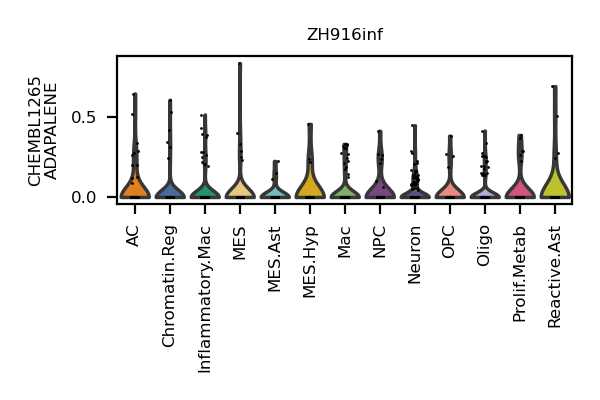 ZH916inf
CHEMBL1265
ADAPALENE
0.5
0.0
AC
Chromatin.Reg
Inflammatory.Mac
MES
MES.Ast
MES.Hyp
Mac
NPC
Neuron
OPC
Oligo
Prolif.Metab
Reactive.Ast